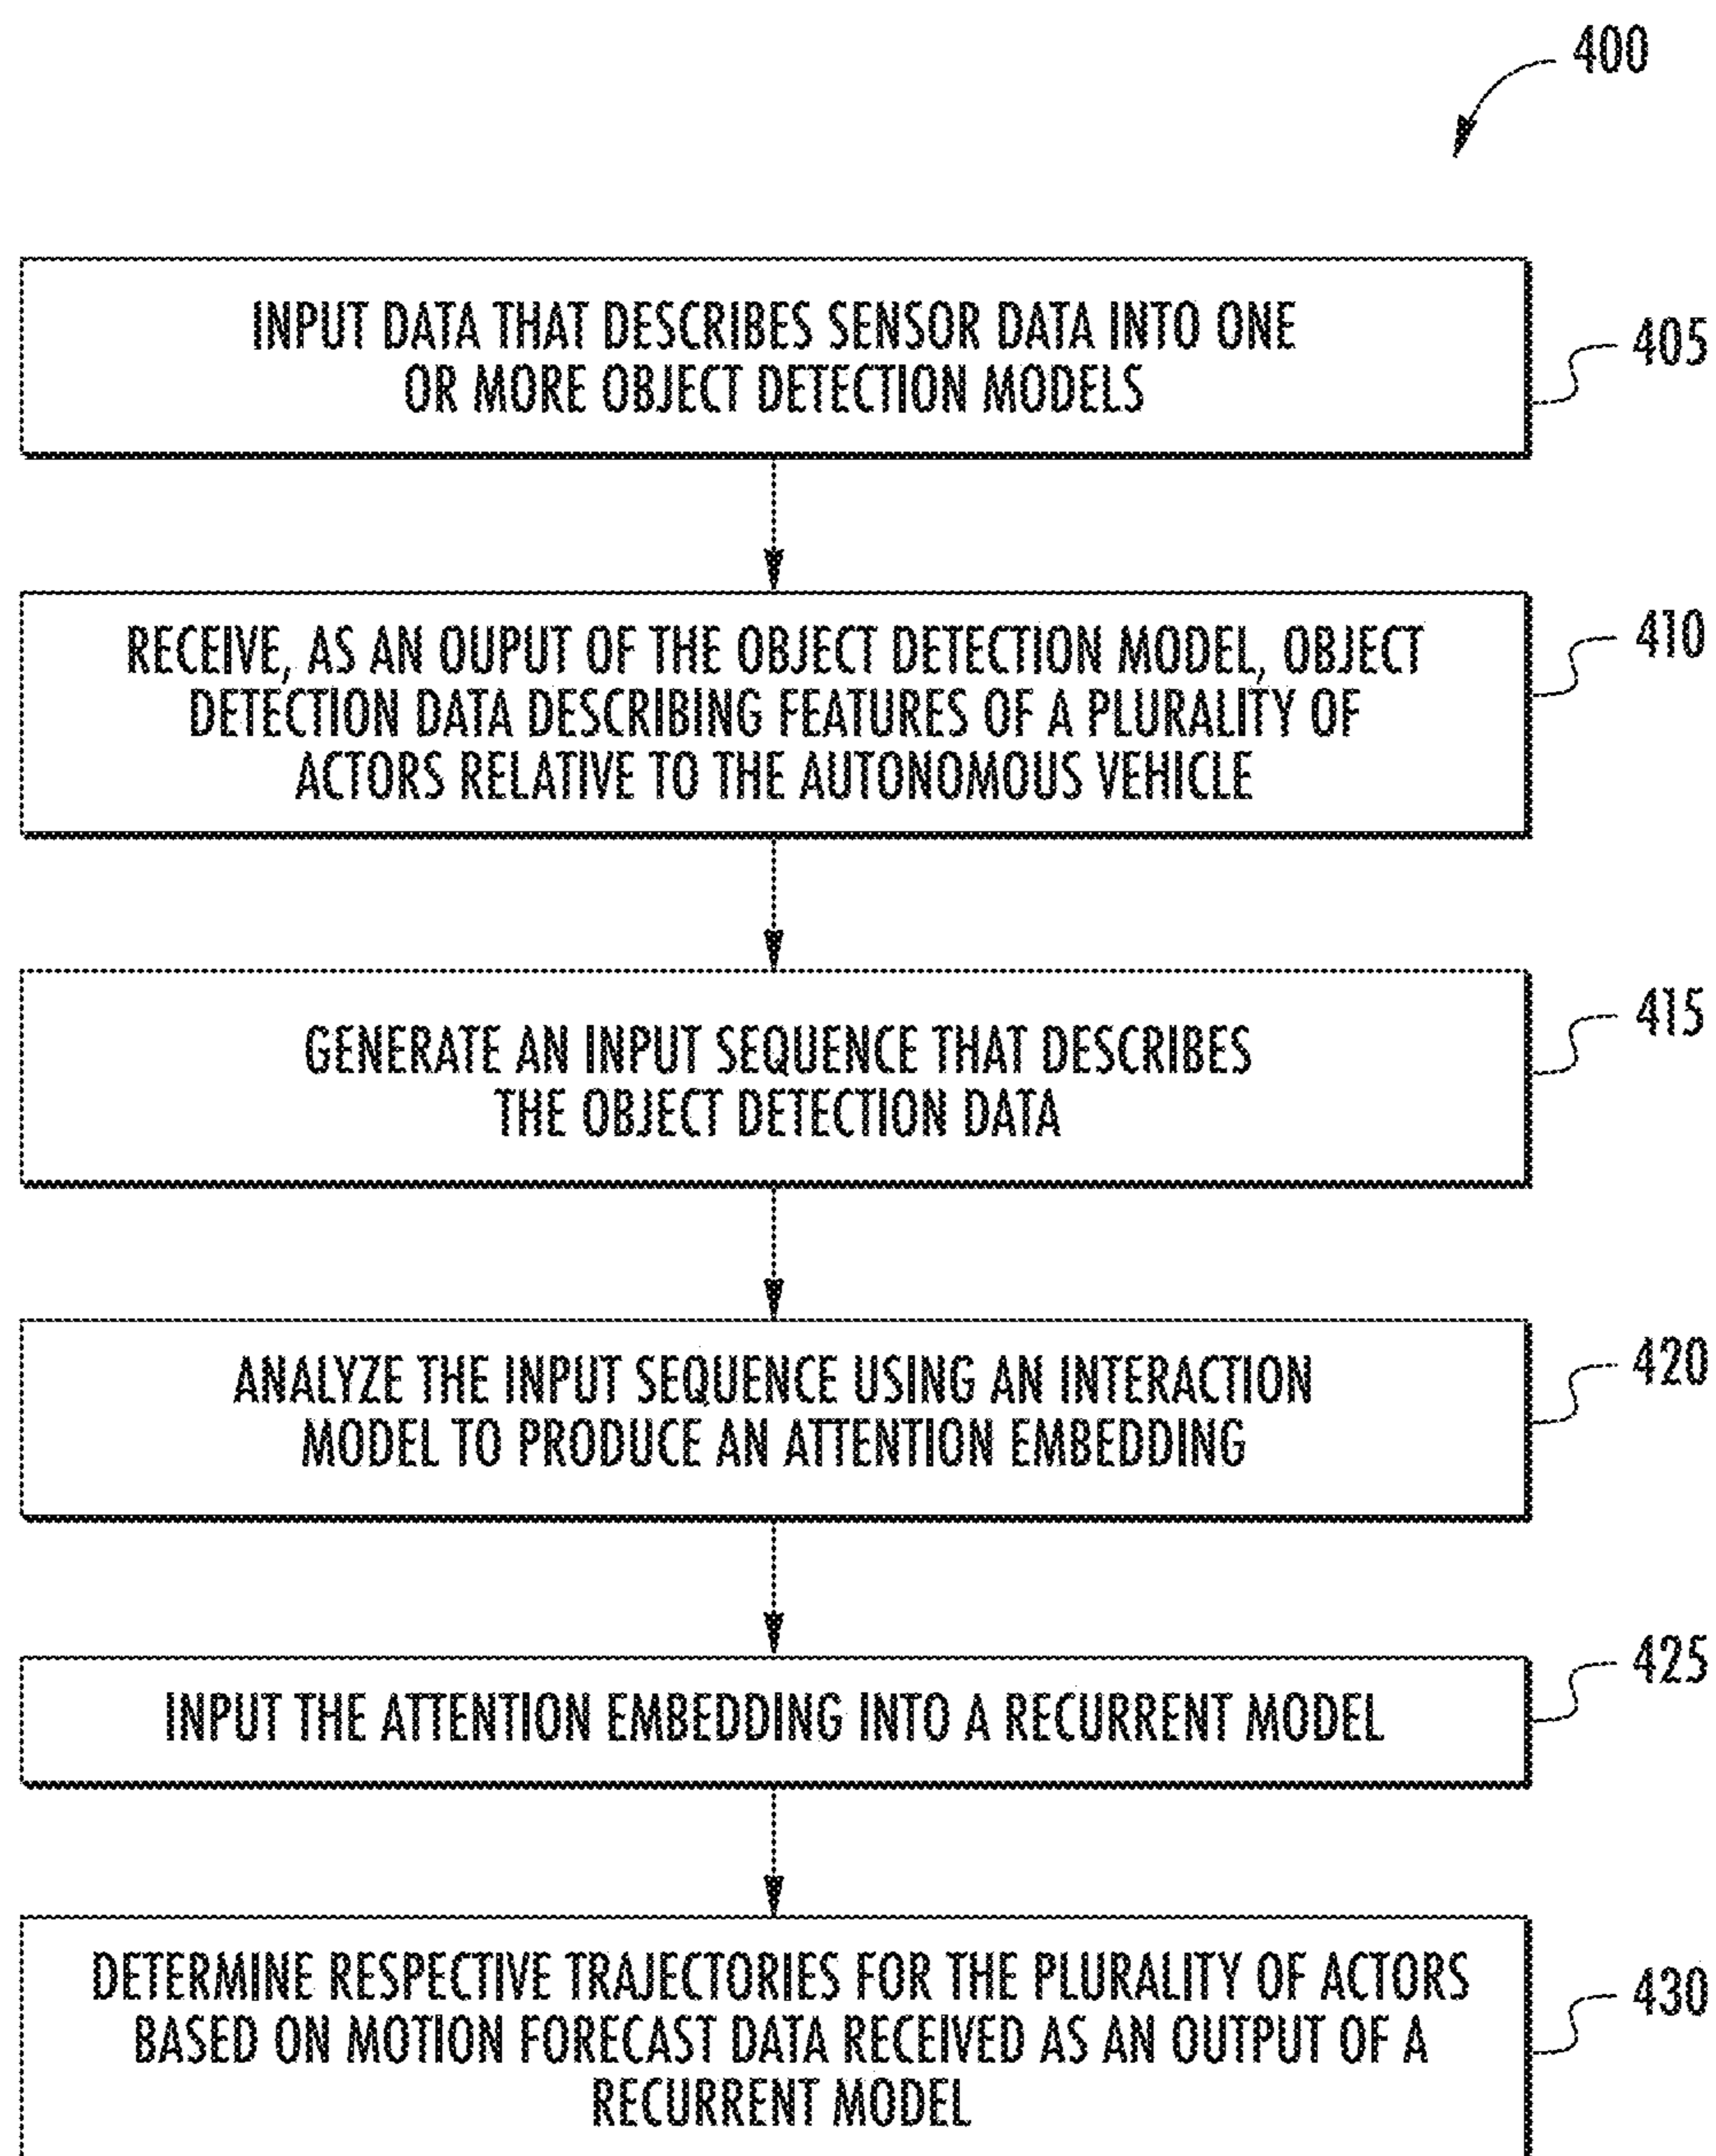 400
INPUT DATA THAT DESCRIBES SENSOR DATA INTO ONE
OR MORE OBJECT DETECTION MODELS
405
RECEIVE, AS AN OUPUT OF THE OBJECT DETECTION MODEL, OBJECT
DETECTION DATA DESCRIBING FEATURES OF A PLURALITY OF
ACTORS RELATIVE TO THE AUTONOMOUS VEHICLE
410
GENERATE AN INPUT SEQUENCE THAT DESCRIBES
THE OBJECT DETECTION DATA
415
ANALYZE THE INPUT SEQUENCE USING AN INTERACTION
MODEL TO PRODUCE AN ATTENTION EMBEDDING
420
INPUT THE ATTENTION EMBEDDING INTO A RECURRENT MODEL
425
DETERMINE RESPECTIVE TRAJECTORIES FOR THE PLURALITY OF ACTORS
BASED ON MOTION FORECAST DATA RECEIVED AS AN OUTPUT OF A
RECURRENT MODEL
430